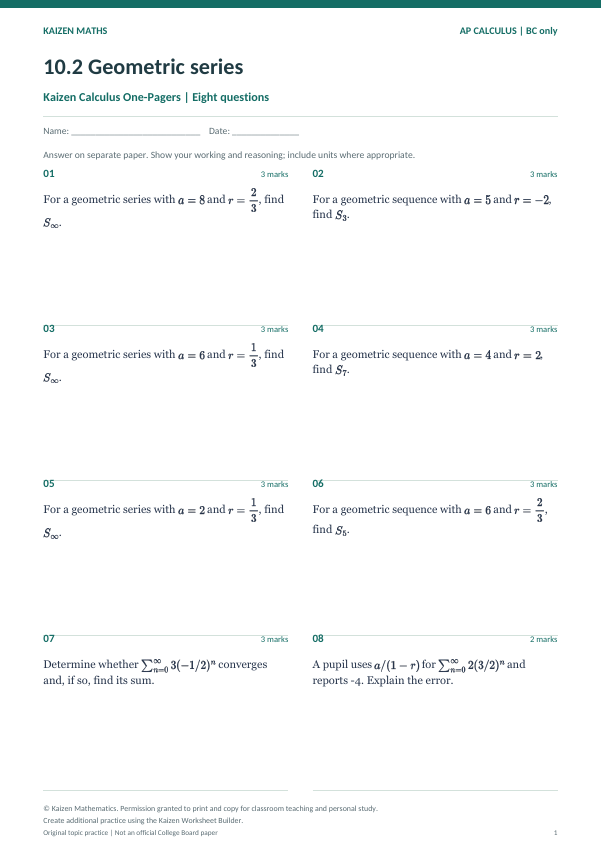 KAIZEN MATHS
AP CALCULUS | BC only
10.2 Geometric series
Kaizen Calculus One-Pagers | Eight questions
Name: ____________________________ Date: ______________
Answer on separate paper. Show your working and reasoning; include units where appropriate.
01 3 marks
For a geometric series with a = 8 and r = 2/3, find
S∞.
02 3 marks
For a geometric sequence with a = 5 and r = −2,
find S₃.
03 3 marks
For a geometric series with a = 6 and r = 1/3, find
S∞.
04 3 marks
For a geometric sequence with a = 4 and r = 2,
find S₇.
05 3 marks
For a geometric series with a = 2 and r = 1/3, find
S∞.
06 3 marks
For a geometric sequence with a = 6 and r = 2/3,
find S₅.
07 3 marks
Determine whether ∑ₙ₌₀^∞ 3(−1/2)ⁿ converges
and, if so, find its sum.
08 2 marks
A pupil uses a/(1 − r) for ∑ₙ₌₀^∞ 2(3/2)ⁿ and
reports -4. Explain the error.
© Kaizen Mathematics. Permission granted to print and copy for classroom teaching and personal study.
Create additional practice using the Kaizen Worksheet Builder.
Original topic practice | Not an official College Board paper
1